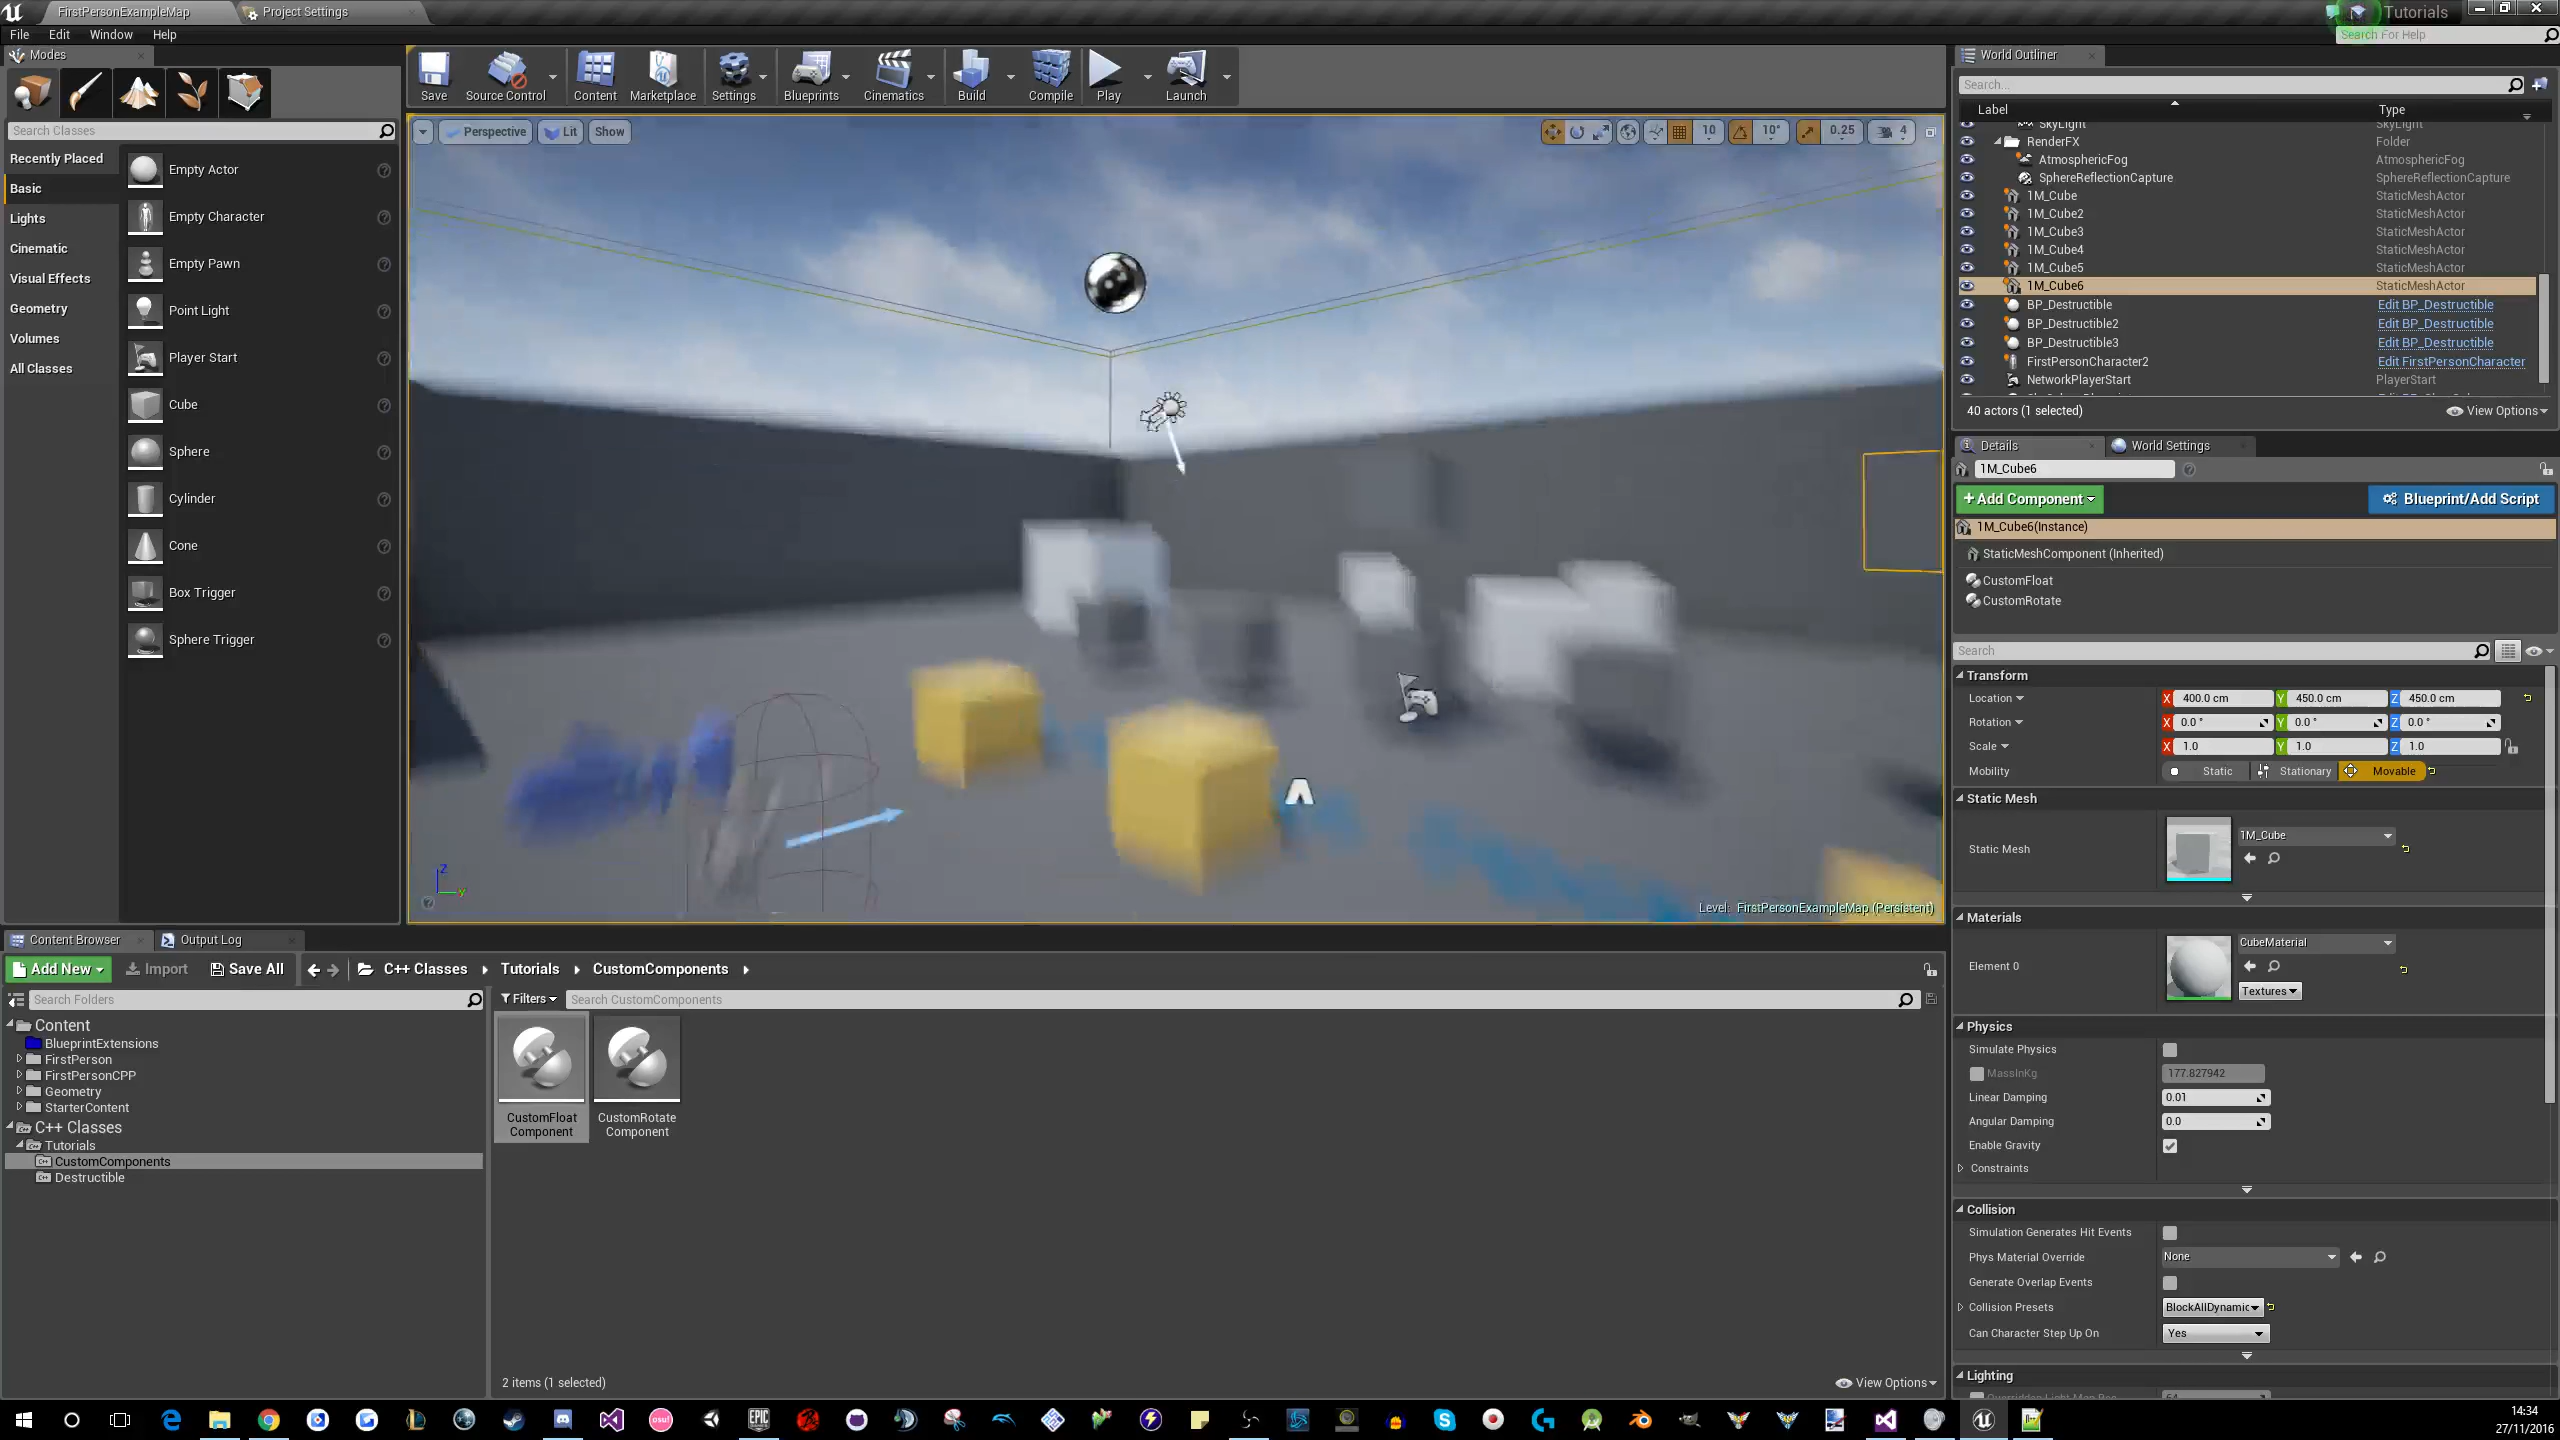 FirstPersonExampleMap
Project Settings
Tutorials
File Edit Window Help
Search For Help
Modes
Search Classes
Recently Placed
Basic
Lights
Cinematic
Visual Effects
Geometry
Volumes
All Classes
Empty Actor
Empty Character
Empty Pawn
Point Light
Player Start
Cube
Sphere
Cylinder
Cone
Box Trigger
Sphere Trigger
Save
Source Control
Content
Marketplace
Settings
Blueprints
Cinematics
Build
Compile
Play
Launch
Perspective Lit Show
10 10° 0.25 4
Level: FirstPersonExampleMap (Persistent)
World Outliner
Search...
Label Type
SkyLight SkyLight
RenderFX Folder
AtmosphericFog AtmosphericFog
SphereReflectionCapture SphereReflectionCapture
1M_Cube StaticMeshActor
1M_Cube2 StaticMeshActor
1M_Cube3 StaticMeshActor
1M_Cube4 StaticMeshActor
1M_Cube5 StaticMeshActor
1M_Cube6 StaticMeshActor
BP_Destructible Edit BP_Destructible
BP_Destructible2 Edit BP_Destructible
BP_Destructible3 Edit BP_Destructible
FirstPersonCharacter2 Edit FirstPersonCharacter
NetworkPlayerStart PlayerStart
40 actors (1 selected)
View Options
Details
World Settings
1M_Cube6
+Add Component
Blueprint/Add Script
1M_Cube6(Instance)
StaticMeshComponent (Inherited)
CustomFloat
CustomRotate
Search
Transform
Location X 400.0 cm Y 450.0 cm Z 450.0 cm
Rotation X 0.0 ° Y 0.0 ° Z 0.0 °
Scale X 1.0 Y 1.0 Z 1.0
Mobility Static Stationary Movable
Static Mesh
Static Mesh
1M_Cube
Materials
Element 0
CubeMaterial
Textures
Physics
Simulate Physics
MassInKg 177.827942
Linear Damping 0.01
Angular Damping 0.0
Enable Gravity
Constraints
Collision
Simulation Generates Hit Events
Phys Material Override None
Generate Overlap Events
Collision Presets BlockAllDynamic
Can Character Step Up On Yes
Lighting
Content Browser
Output Log
Add New Import Save All
C++ Classes Tutorials CustomComponents
Search Folders
Filters
Search CustomComponents
Content
BlueprintExtensions
FirstPerson
FirstPersonCPP
Geometry
StarterContent
C++ Classes
Tutorials
CustomComponents
Destructible
CustomFloat
Component
CustomRotate
Component
2 items (1 selected)
View Options
osu!
EPIC
GAMES
14:34
27/11/2016